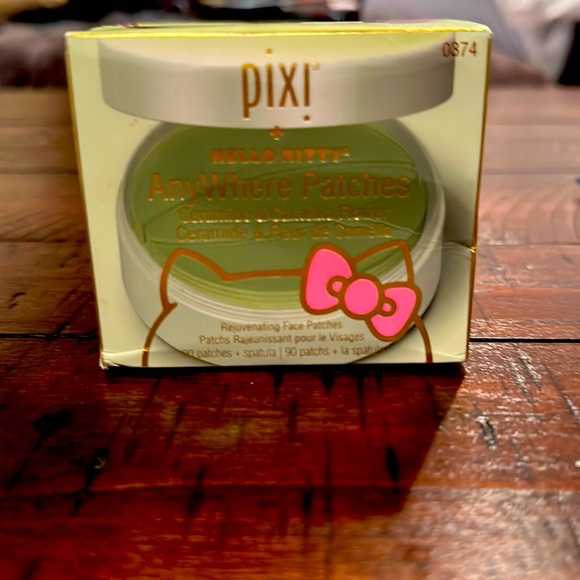 0374
pixi
+
HELLO KITTY
AnyWhere Patches
Ceramide & Camellia Flower
Céramide & Fleur de Camélia
Rejuvenating Face Patches
Patchs Rajeunissant pour le Visages
90 patches + spatula | 90 patchs + la spatule